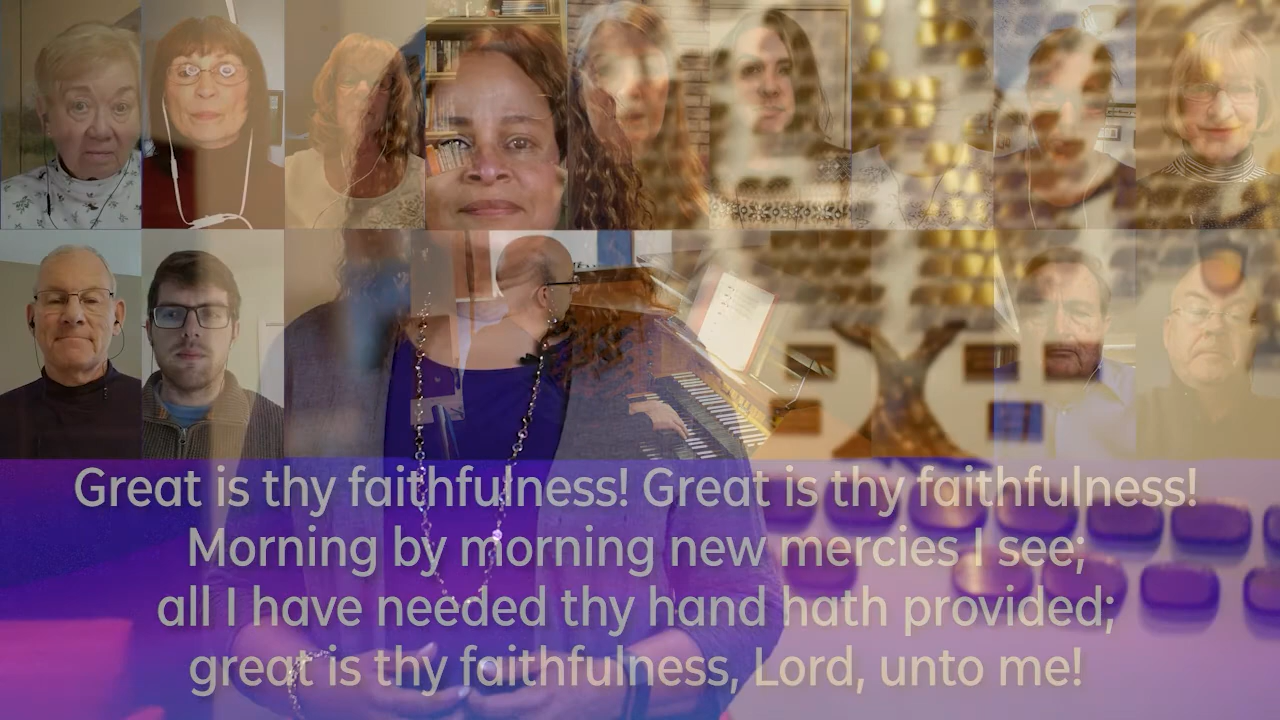 Great is thy faithfulness! Great is thy faithfulness!
Morning by morning new mercies I see;
all I have needed thy hand hath provided;
great is thy faithfulness, Lord, unto me!